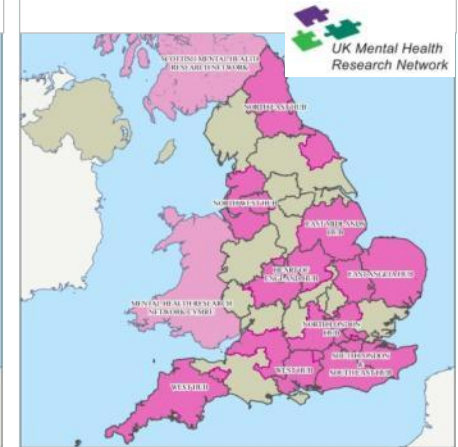 UK Mental Health
Research Network
SCOTTISH MENTAL HEALTH
RESEARCH NETWORK
NORTH EAST HUB
NORTH WEST HUB
EAST MIDLANDS
HUB
HEART OF
ENGLAND HUB
EAST ANGLIA HUB
MENTAL HEALTH RESEARCH
NETWORK CYMRU
NORTH LONDON
HUB
SOUTH LONDON
&
SOUTH EAST HUB
WEST HUB
WEST HUB